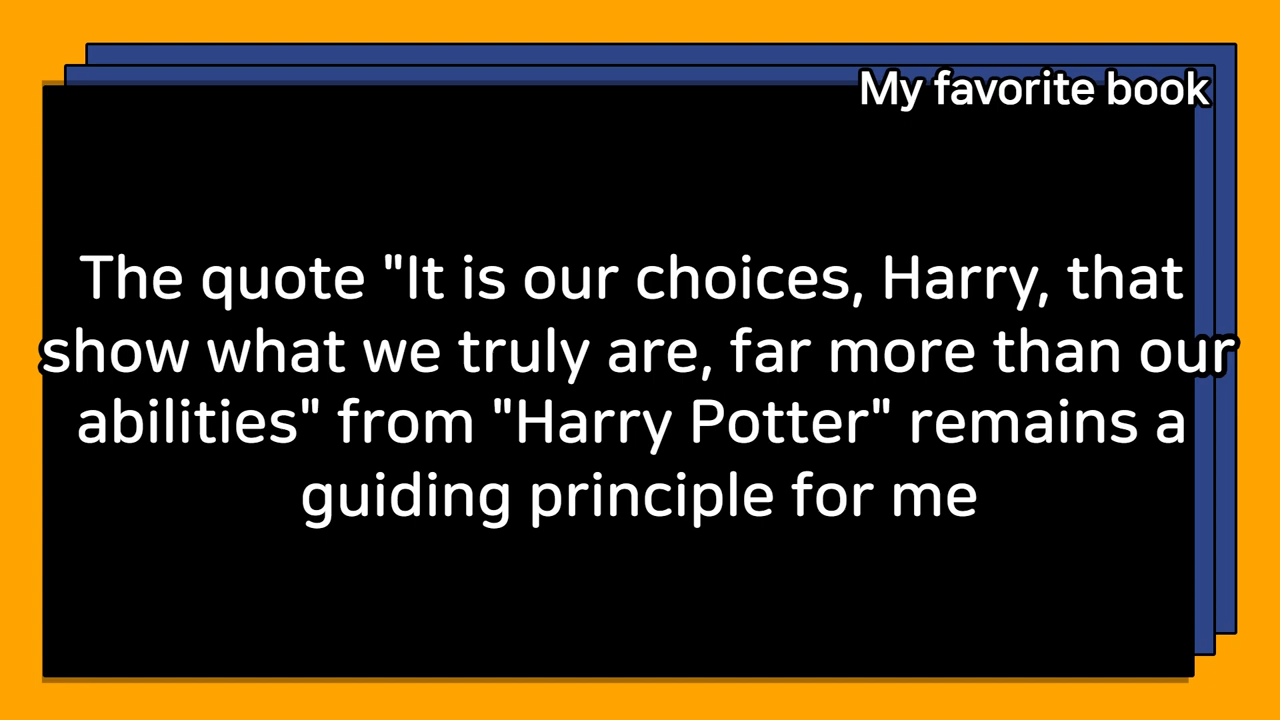 My favorite book
The quote "It is our choices, Harry, that
show what we truly are, far more than our
abilities" from "Harry Potter" remains a
guiding principle for me